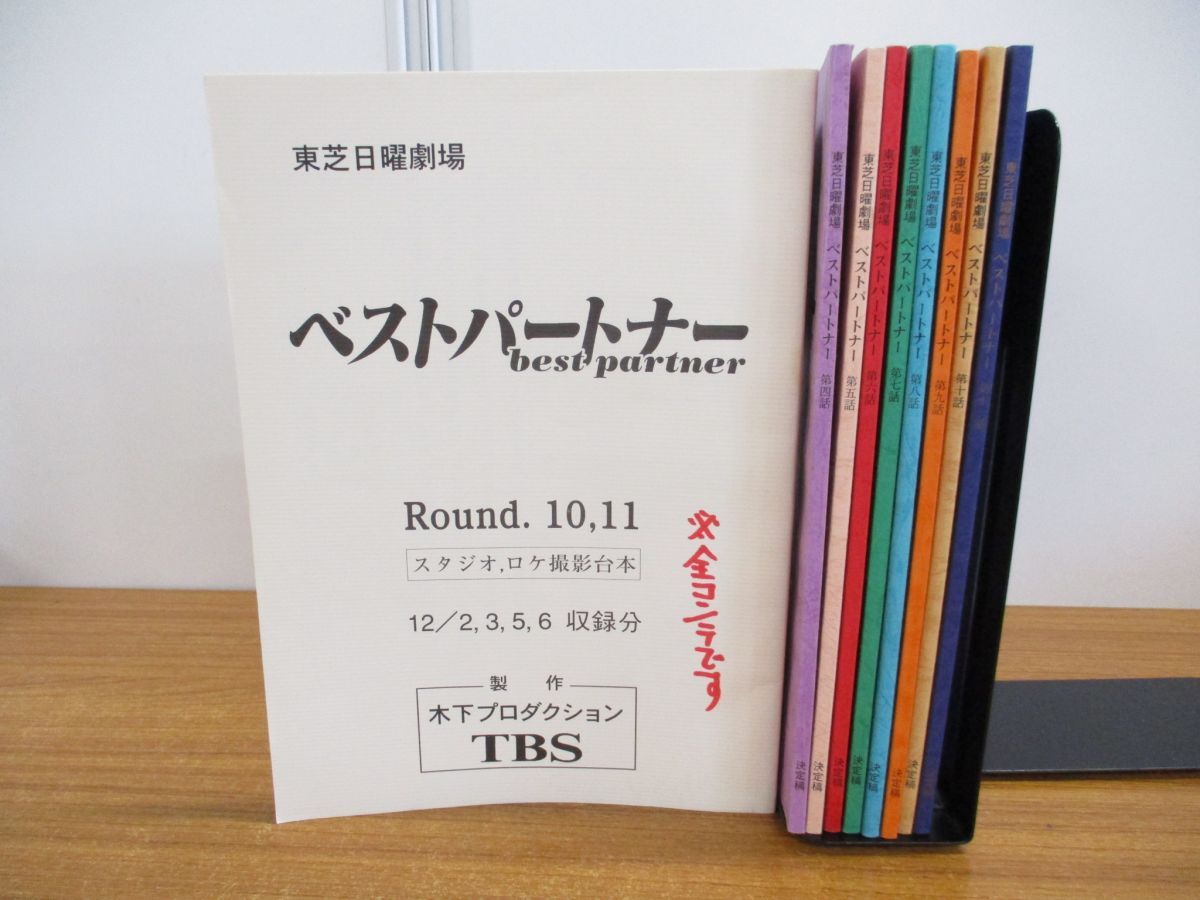 東芝日曜劇場
ベストパートナー
best partner
Round. 10,11
スタジオ,ロケ撮影台本
12／2, 3, 5, 6 収録分
※全コンテです
製 作
木下プロダクション
TBS
東芝日曜劇場 ベストパートナー 第四話 決定稿
東芝日曜劇場 ベストパートナー 第五話 決定稿
東芝日曜劇場 ベストパートナー 第六話 決定稿
東芝日曜劇場 ベストパートナー 第七話 決定稿
東芝日曜劇場 ベストパートナー 第八話 決定稿
東芝日曜劇場 ベストパートナー 第九話 決定稿
東芝日曜劇場 ベストパートナー 第十話 決定稿
東芝日曜劇場 ベストパートナー